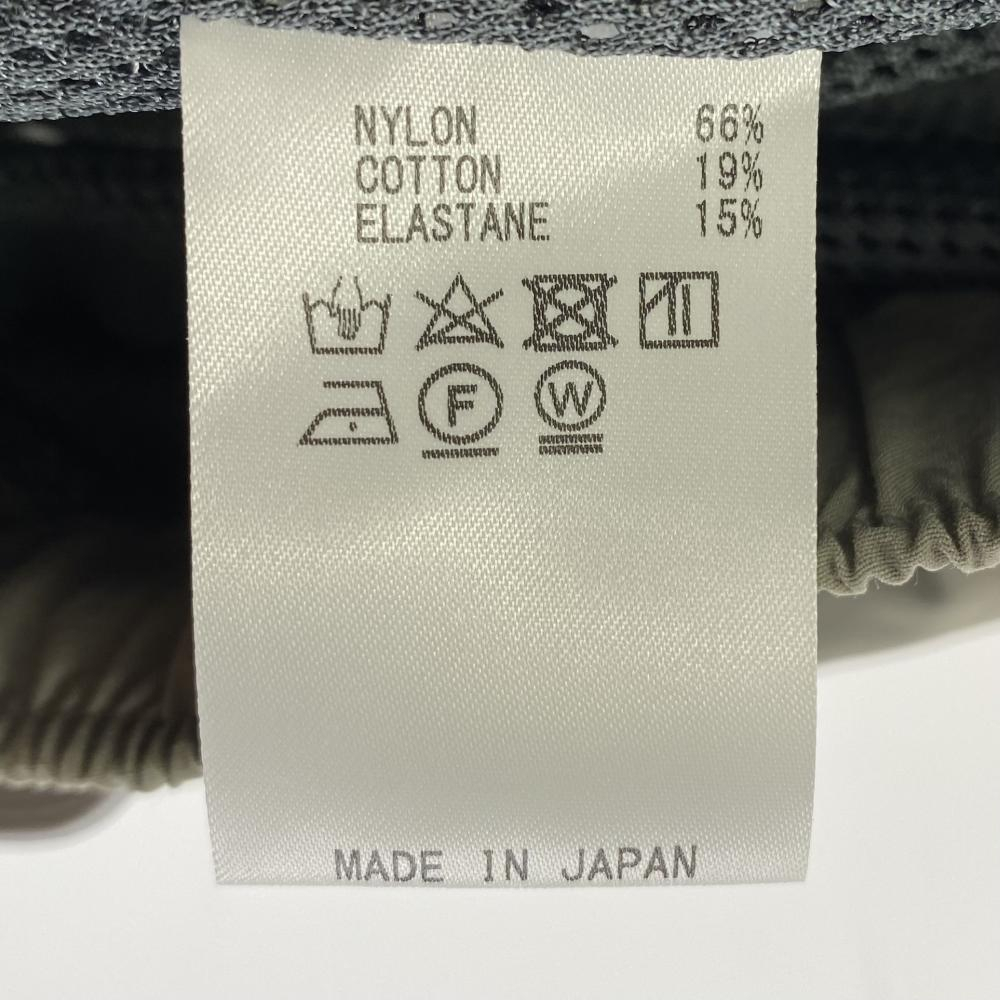 NYLON 66%
COTTON 19%
ELASTANE 15%
F W
MADE IN JAPAN